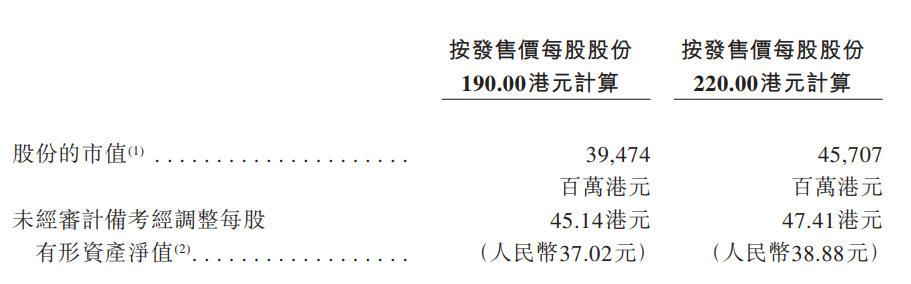 按發售價每股股份 按發售價每股股份
190.00港元計算 220.00港元計算
股份的市值(1) ..................... 39,474 45,707
百萬港元 百萬港元
未經審計備考經調整每股 45.14港元 47.41港元
有形資產淨值(2).................. (人民幣37.02元) (人民幣38.88元)